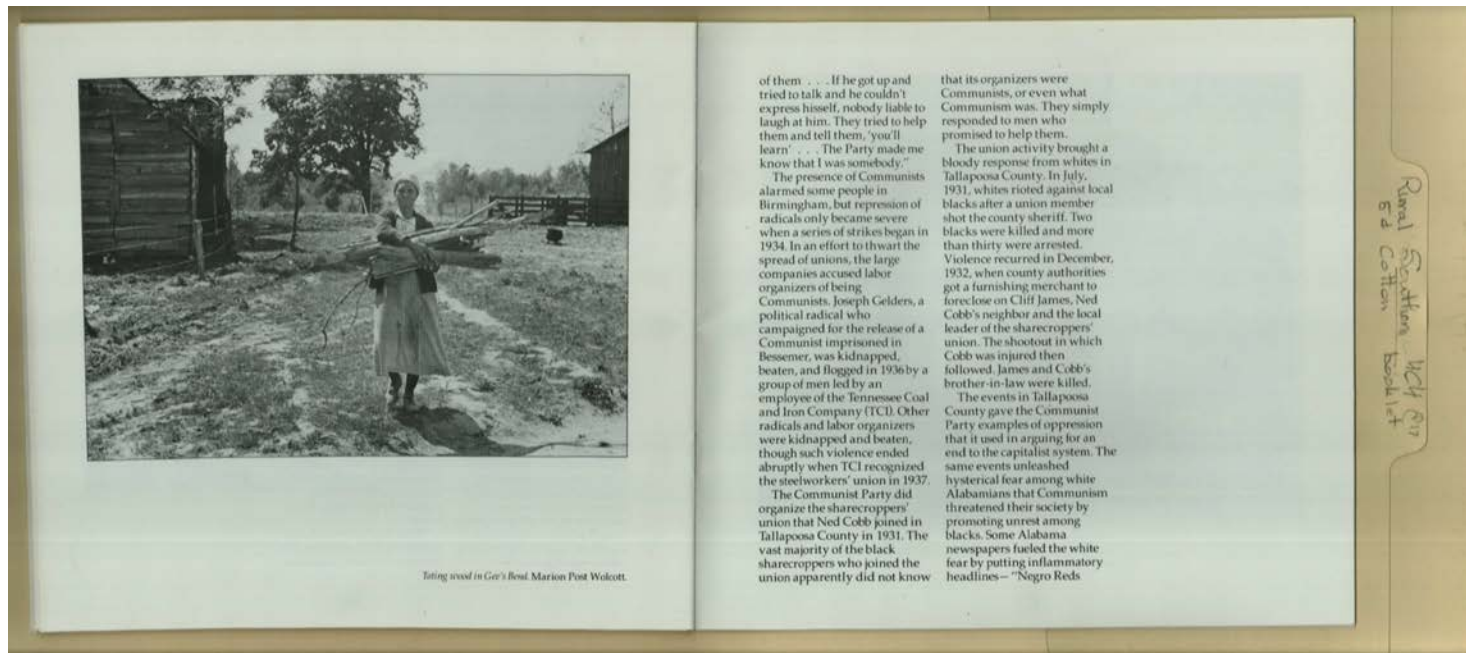 Toting wood in Gee's Bend. Marion Post Wolcott.
of them . . . If he got up and
tried to talk and he couldn't
express hisself, nobody liable to
laugh at him. They tried to help
them and tell them, 'you'll
learn' . . . The Party made me
know that I was somebody."
The presence of Communists
alarmed some people in
Birmingham, but repression of
radicals only became severe
when a series of strikes began in
1934. In an effort to thwart the
spread of unions, the large
companies accused labor
organizers of being
Communists. Joseph Gelders, a
political radical who
campaigned for the release of a
Communist imprisoned in
Bessemer, was kidnapped,
beaten, and flogged in 1936 by a
group of men led by an
employee of the Tennessee Coal
and Iron Company (TCI). Other
radicals and labor organizers
were kidnapped and beaten,
though such violence ended
abruptly when TCI recognized
the steelworkers' union in 1937.
The Communist Party did
organize the sharecroppers'
union that Ned Cobb joined in
Tallapoosa County in 1931. The
vast majority of the black
sharecroppers who joined the
union apparently did not know
that its organizers were
Communists, or even what
Communism was. They simply
responded to men who
promised to help them.
The union activity brought a
bloody response from whites in
Tallapoosa County. In July,
1931, whites rioted against local
blacks after a union member
shot the county sheriff. Two
blacks were killed and more
than thirty were arrested.
Violence recurred in December,
1932, when county authorities
got a furnishing merchant to
foreclose on Cliff James, Ned
Cobb's neighbor and the local
leader of the sharecroppers'
union. The shootout in which
Cobb was injured then
followed. James and Cobb's
brother-in-law were killed.
The events in Tallapoosa
County gave the Communist
Party examples of oppression
that it used in arguing for an
end to the capitalist system. The
same events unleashed
hysterical fear among white
Alabamians that Communism
threatened their society by
promoting unrest among
blacks. Some Alabama
newspapers fueled the white
fear by putting inflammatory
headlines—"Negro Reds
Rural Southern
Cotton booklet